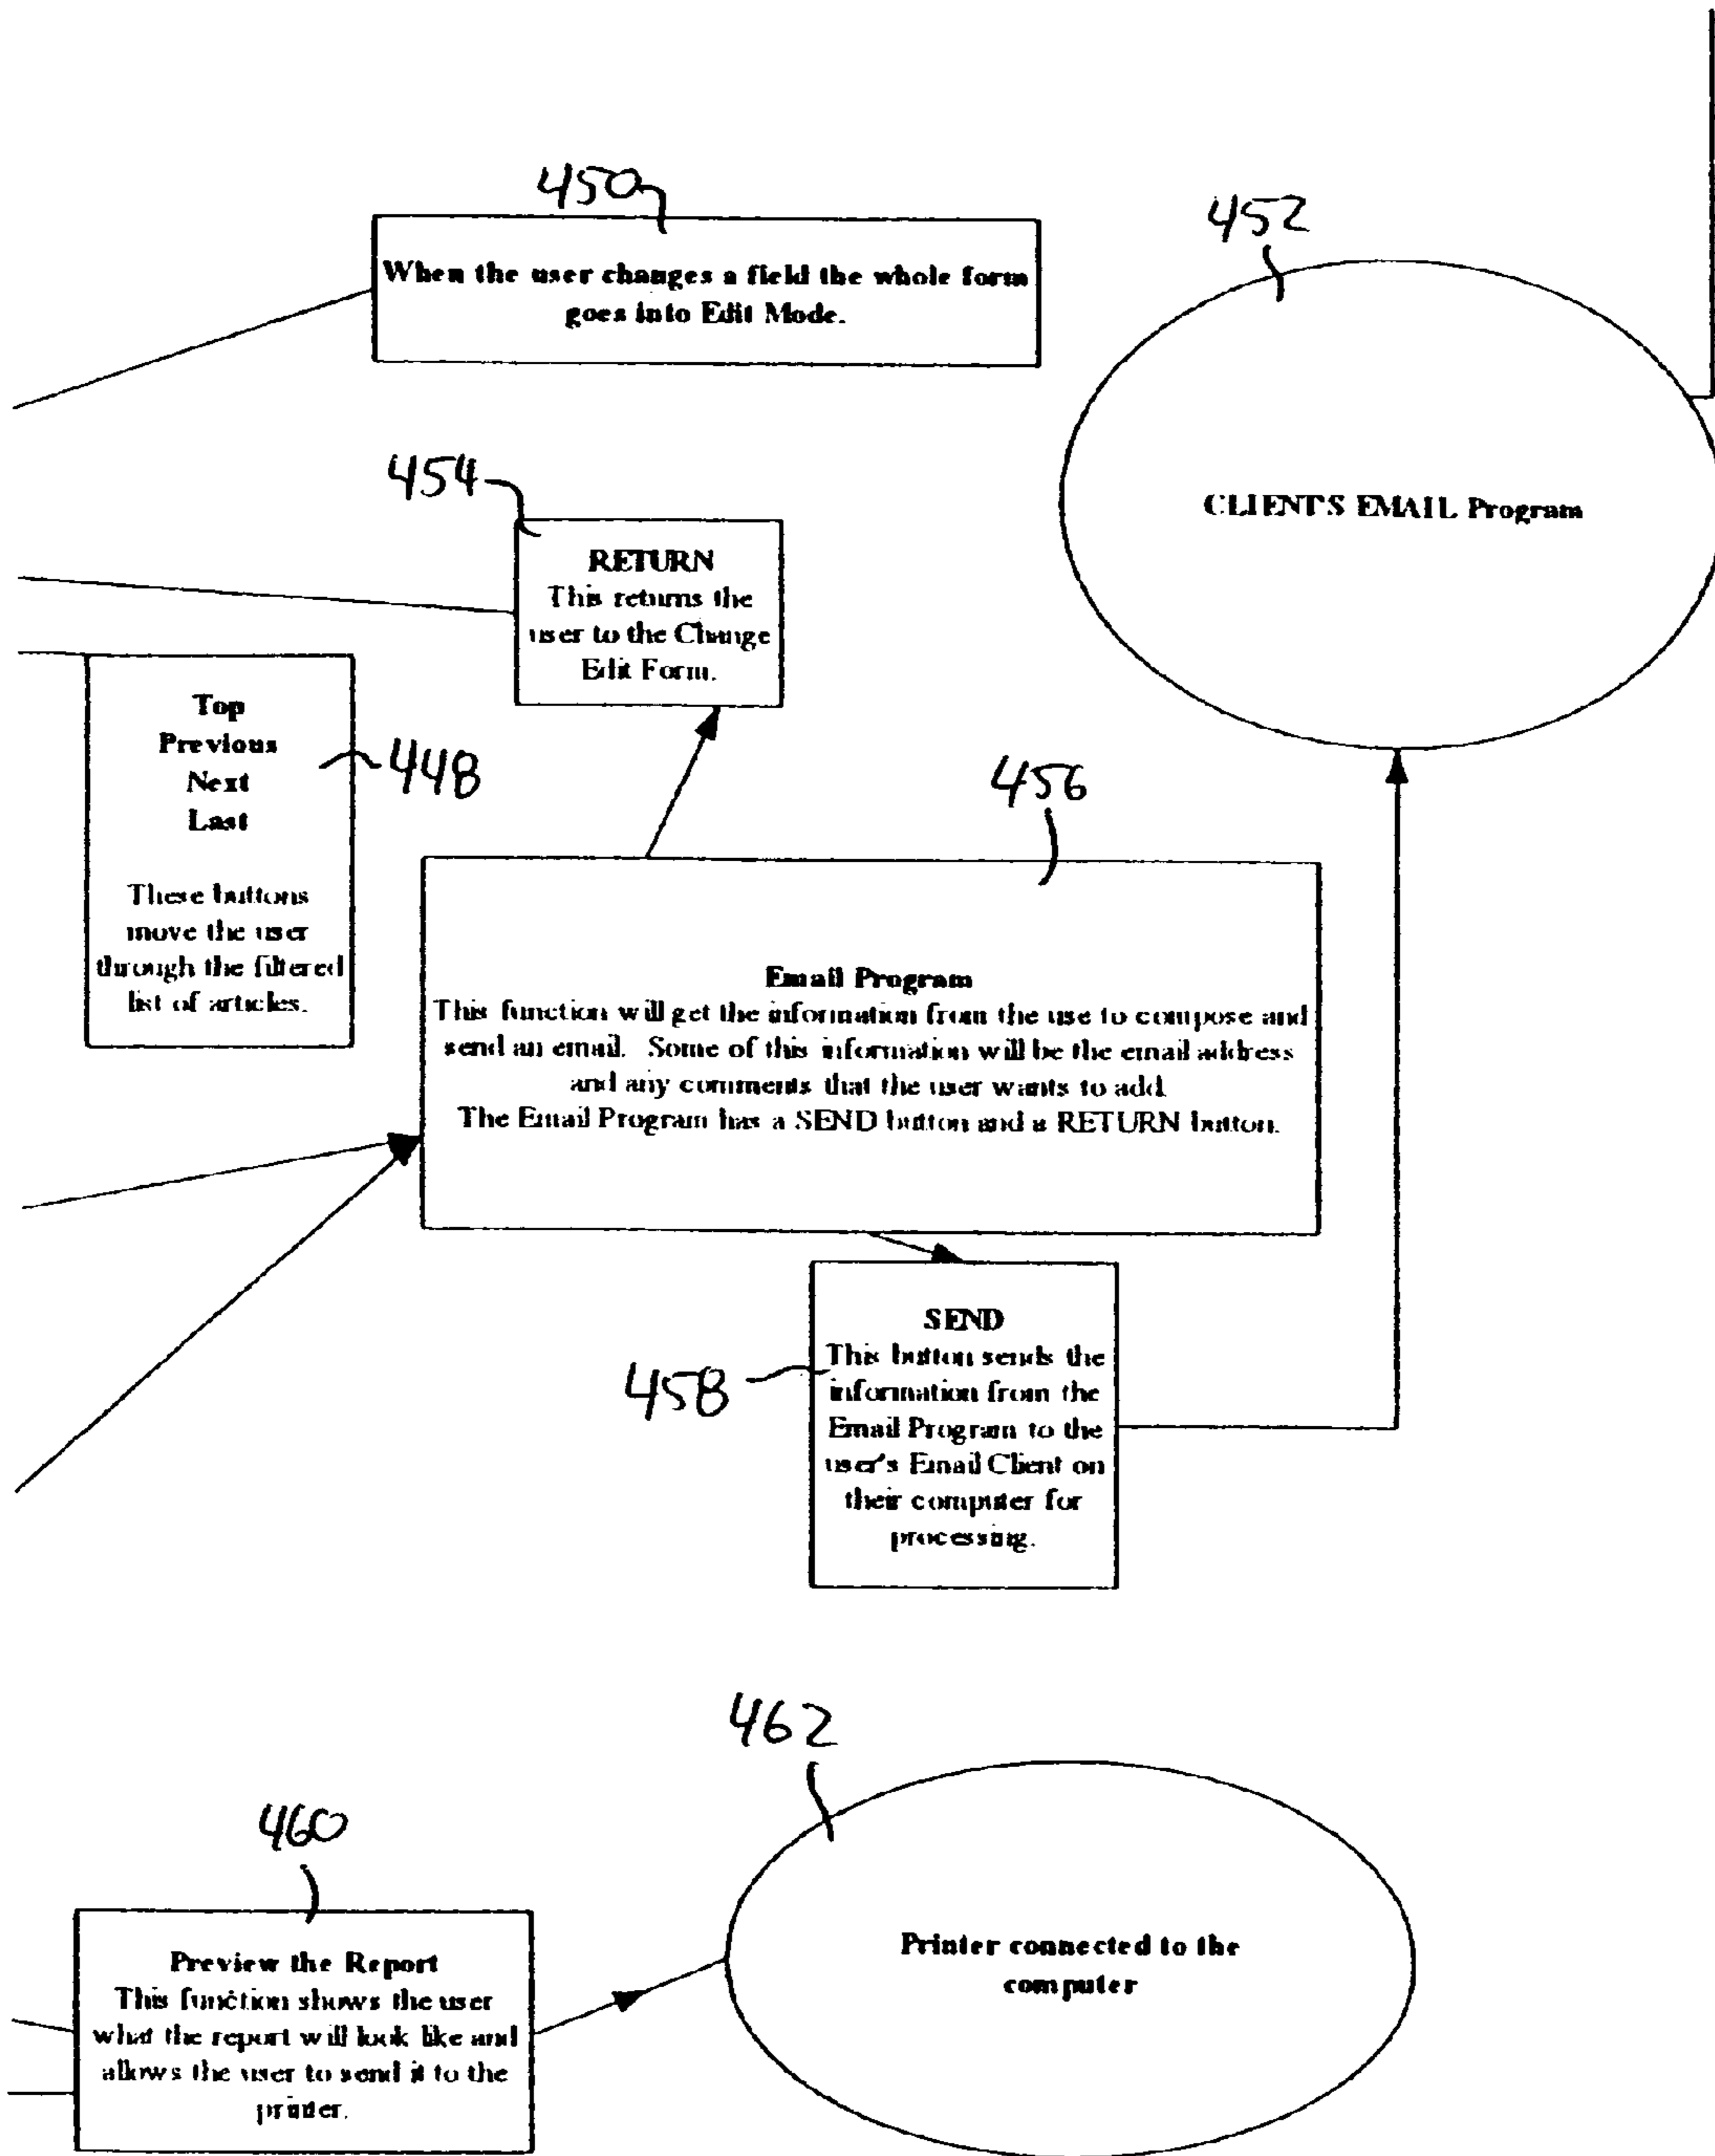 450
When the user changes a field the whole form
goes into Edit Mode.
452
CLIENT'S EMAIL Program
454
RETURN
This returns the
user to the Change
Edit Form.
Top
Previous
Next
Last
These buttons
move the user
through the filtered
list of articles.
448
456
Email Program
This function will get the information from the use to compose and
send an email. Some of this information will be the email address
and any comments that the user wants to add.
The Email Program has a SEND button and a RETURN button.
458
SEND
This button sends the
information from the
Email Program to the
user's Email Client on
their computer for
processing.
460
Preview the Report
This function shows the user
what the report will look like and
allows the user to send it to the
printer.
462
Printer connected to the
computer